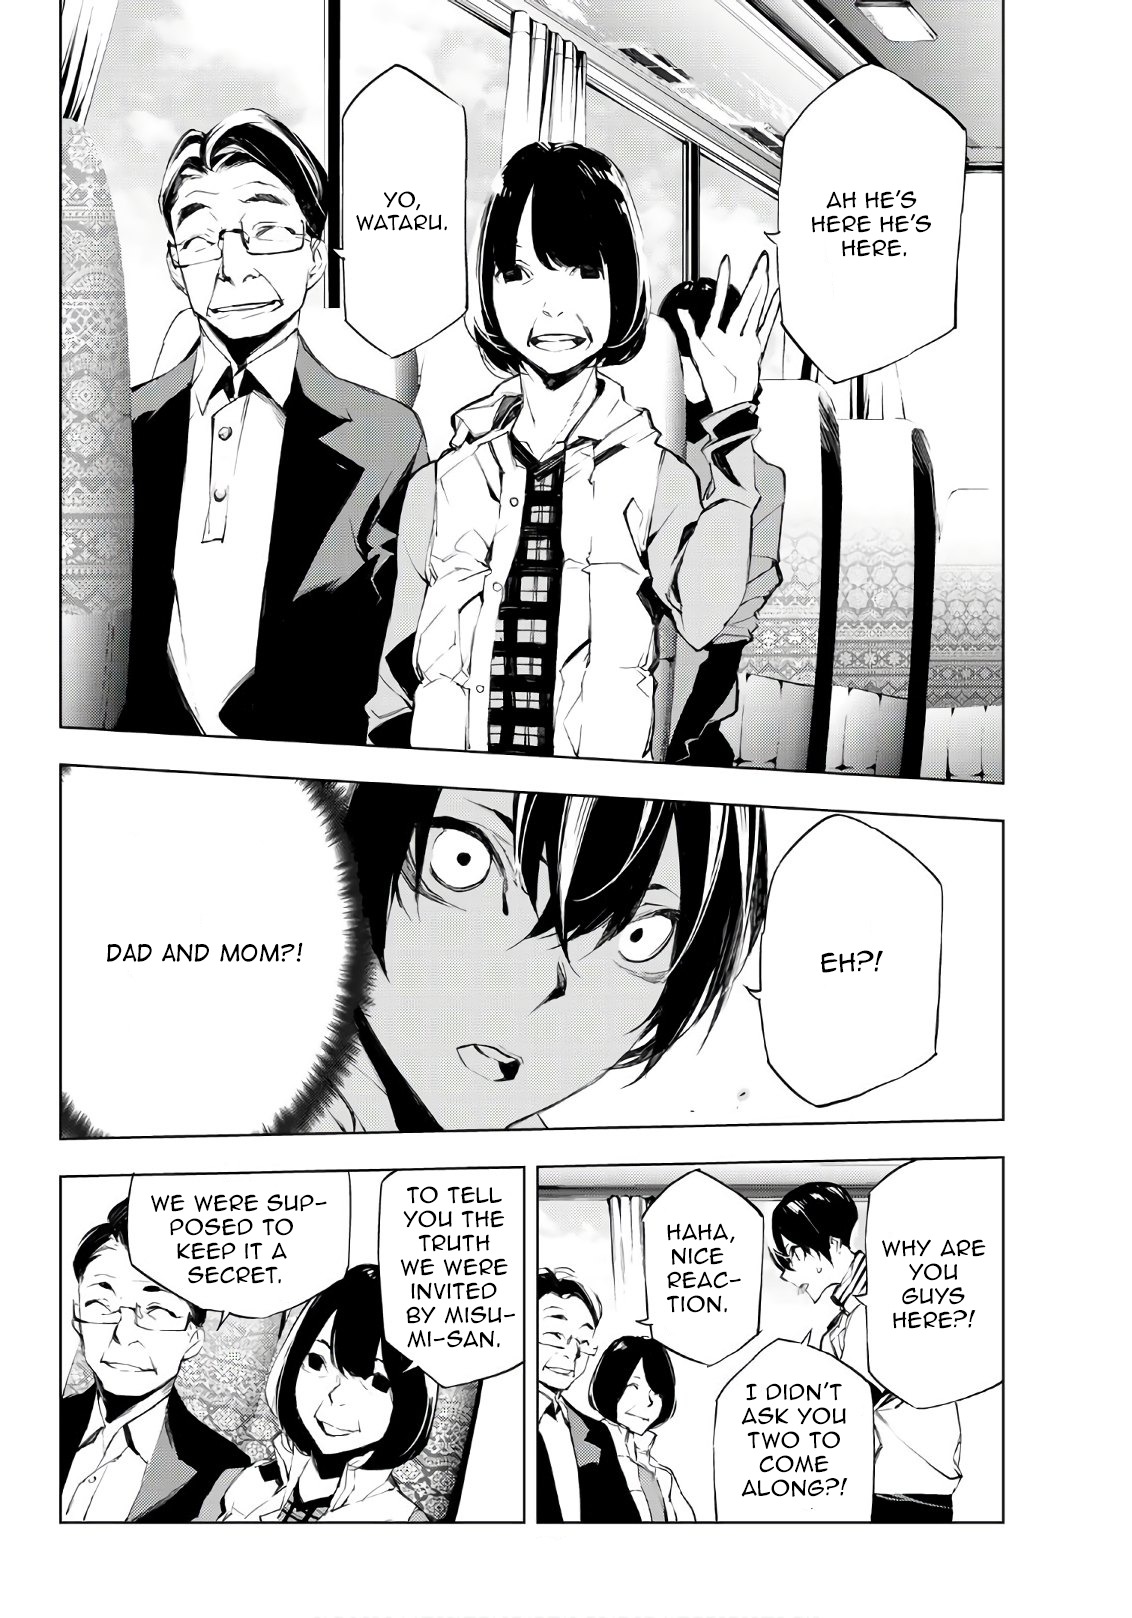 AH HE'S
HERE HE'S
HERE.
YO,
WATARU.
EH?!
DAD AND MOM?!
WHY ARE
YOU
GUYS
HERE?!
I DIDN'T
ASK YOU
TWO TO
COME
ALONG?!
HAHA,
NICE
REAC-
TION.
TO TELL
YOU THE
TRUTH
WE WERE
INVITED
BY MISU-
MI-SAN.
WE WERE SUP-
POSED TO
KEEP IT A
SECRET.